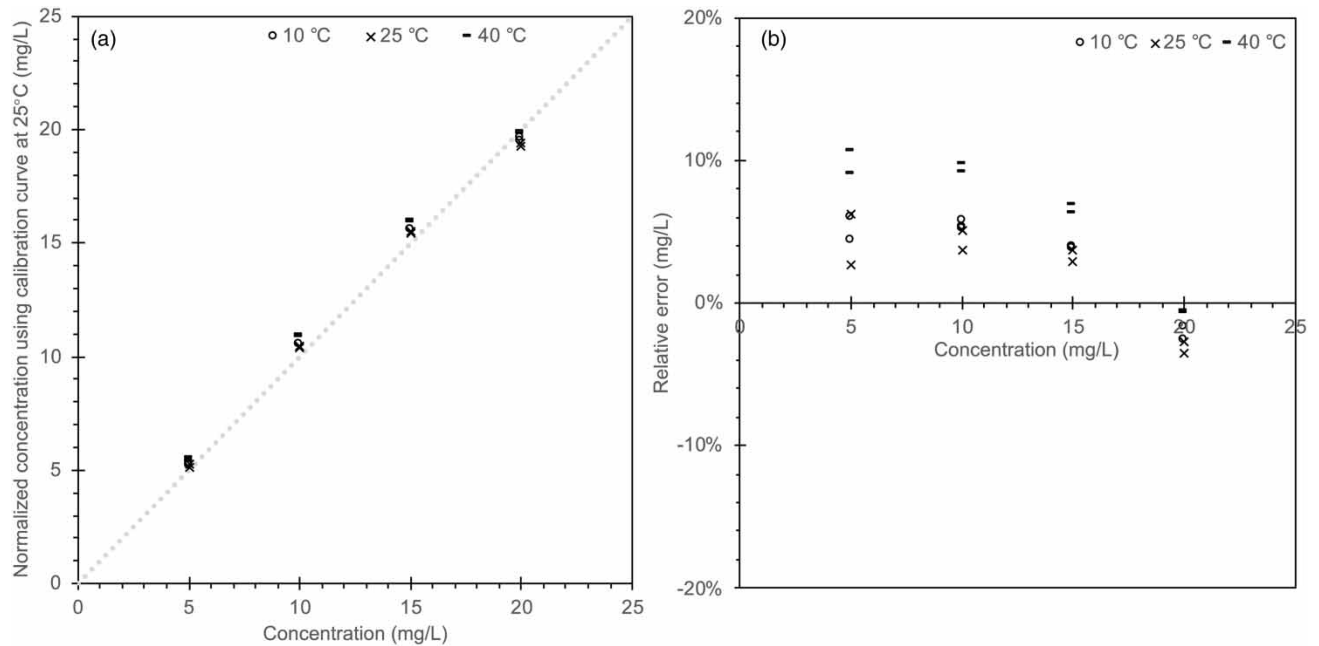 (a)
10 °C
25 °C
40 °C
Normalized concentration using calibration curve at 25°C (mg/L)
25
20
15
10
5
0
0 5 10 15 20 25
Concentration (mg/L)
(b)
10 °C
25 °C
40 °C
Relative error (mg/L)
20%
10%
0%
-10%
-20%
0 5 10 15 20 25
Concentration (mg/L)